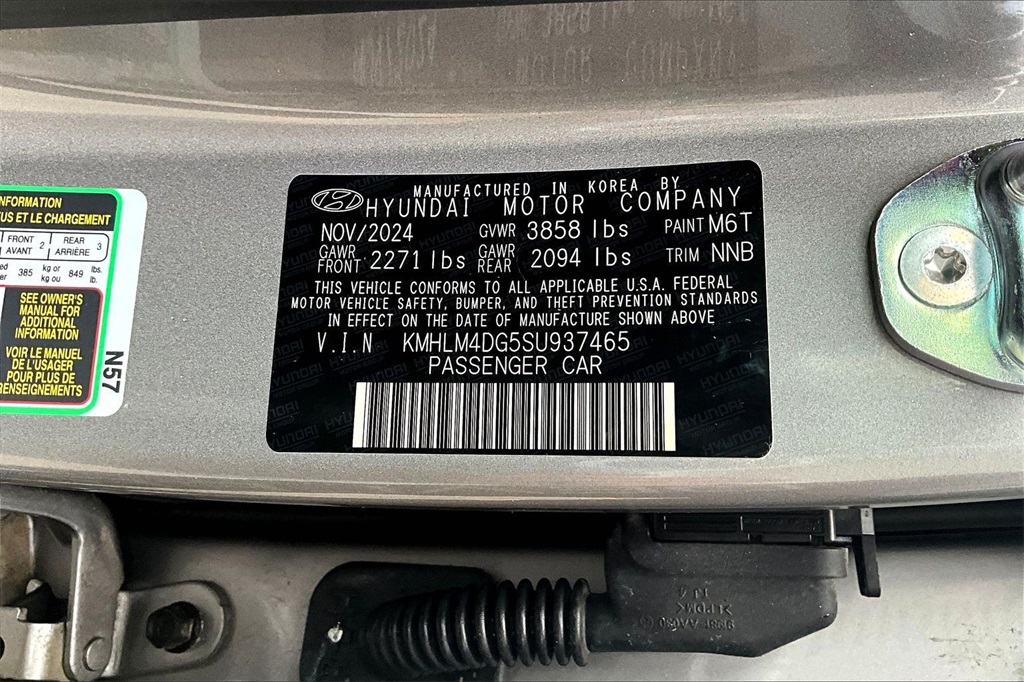 INFORMATION
US ET LE CHARGEMENT
FRONT 2 REAR 3
AVANT ARRIÈRE
385 kg or 849 lbs.
kg ou lb.
SEE OWNER'S
MANUAL FOR
ADDITIONAL
INFORMATION
VOIR LE MANUEL
DE L'USAGER
POUR PLUS DE
RENSEIGNEMENTS
N57
MANUFACTURED IN KOREA BY
HYUNDAI MOTOR COMPANY
NOV/2024 GVWR 3858 lbs PAINT M6T
GAWR FRONT 2271 lbs GAWR REAR 2094 lbs TRIM NNB
THIS VEHICLE CONFORMS TO ALL APPLICABLE U.S.A. FEDERAL
MOTOR VEHICLE SAFETY, BUMPER, AND THEFT PREVENTION STANDARDS
IN EFFECT ON THE DATE OF MANUFACTURE SHOWN ABOVE
V.I.N KMHLM4DG5SU937465
PASSENGER CAR